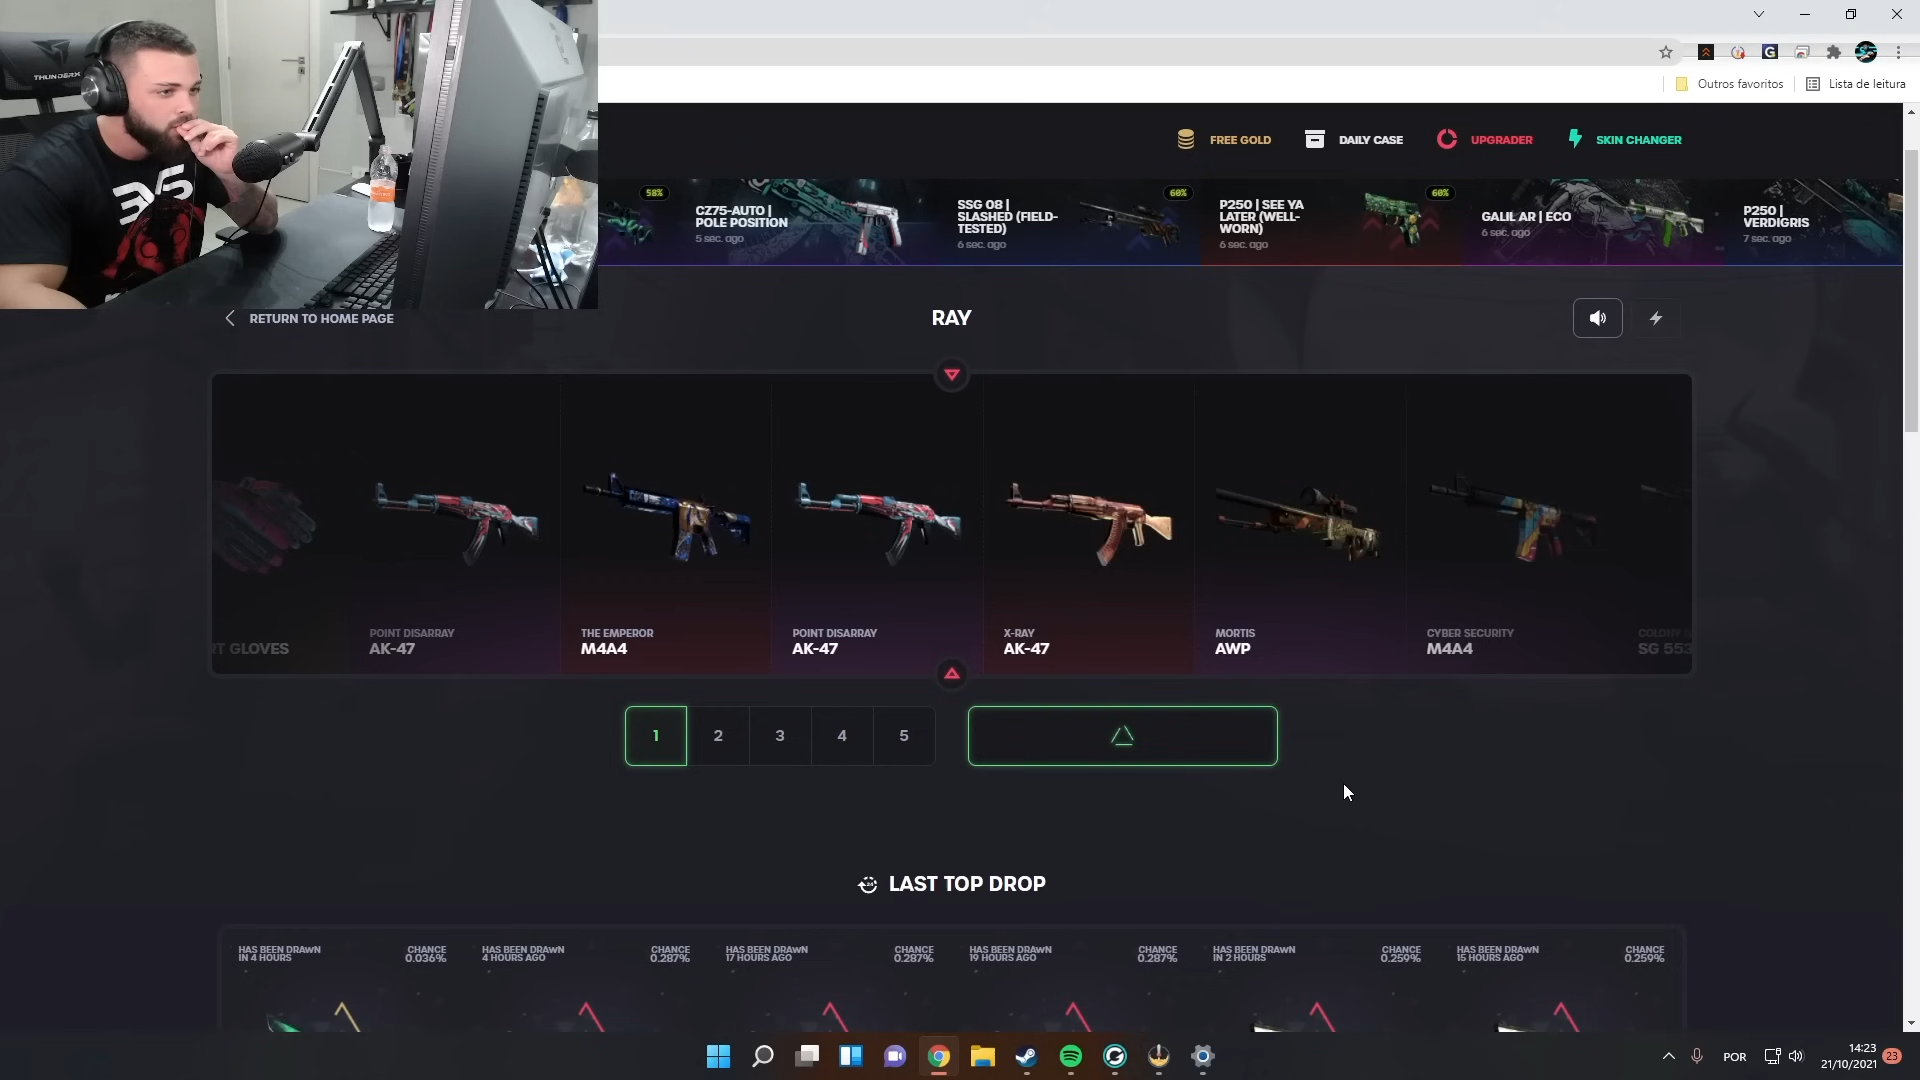 THUNDERX
3V5
Outros favoritos
Lista de leitura
FREE GOLD
DAILY CASE
UPGRADER
SKIN CHANGER
58%
CZ75-AUTO |
POLE POSITION
5 sec. ago
SSG 08 |
SLASHED (FIELD-
TESTED)
6 sec. ago
60%
P250 | SEE YA
LATER (WELL-
WORN)
6 sec. ago
60%
GALIL AR | ECO
6 sec. ago
P250 |
VERDIGRIS
7 sec. ago
RETURN TO HOME PAGE
RAY
RT GLOVES
POINT DISARRAY
AK-47
THE EMPEROR
M4A4
POINT DISARRAY
AK-47
X-RAY
AK-47
MORTIS
AWP
CYBER SECURITY
M4A4
SG 553
1
2
3
4
5
LAST TOP DROP
HAS BEEN DRAWN
IN 4 HOURS
CHANCE
0.036%
HAS BEEN DRAWN
4 HOURS AGO
CHANCE
0.287%
HAS BEEN DRAWN
17 HOURS AGO
CHANCE
0.287%
HAS BEEN DRAWN
19 HOURS AGO
CHANCE
0.287%
HAS BEEN DRAWN
IN 2 HOURS
CHANCE
0.259%
HAS BEEN DRAWN
15 HOURS AGO
CHANCE
0.259%
POR
14:23
21/10/2021
23